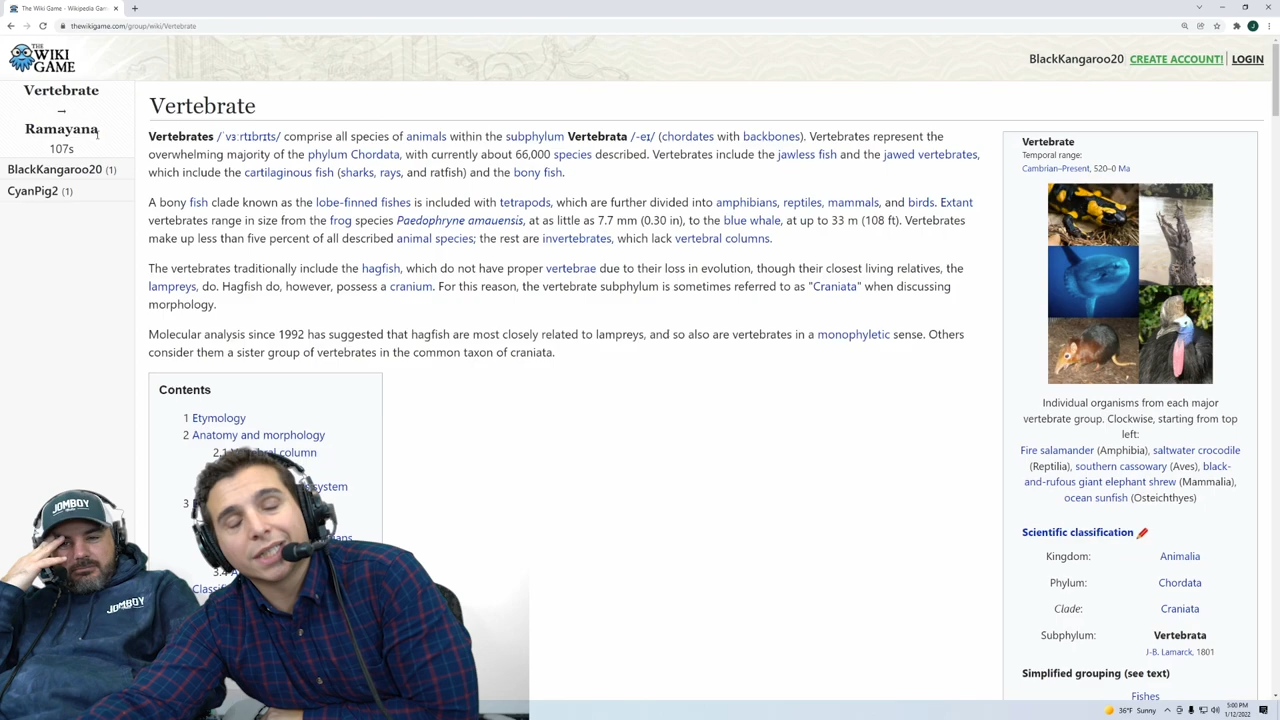 The Wiki Game - Wikipedia Gam
thewikigame.com/group/wiki/Vertebrate
THE WIKI GAME
BlackKangaroo20 CREATE ACCOUNT! LOGIN
Vertebrate
→
Ramayana
107s
BlackKangaroo20 (1)
CyanPig2 (1)
Vertebrate
Vertebrates /ˈvɜːrtɪbrɪts/ comprise all species of animals within the subphylum Vertebrata /-eɪ/ (chordates with backbones). Vertebrates represent the
overwhelming majority of the phylum Chordata, with currently about 66,000 species described. Vertebrates include the jawless fish and the jawed vertebrates,
which include the cartilaginous fish (sharks, rays, and ratfish) and the bony fish.
A bony fish clade known as the lobe-finned fishes is included with tetrapods, which are further divided into amphibians, reptiles, mammals, and birds. Extant
vertebrates range in size from the frog species Paedophryne amauensis, at as little as 7.7 mm (0.30 in), to the blue whale, at up to 33 m (108 ft). Vertebrates
make up less than five percent of all described animal species; the rest are invertebrates, which lack vertebral columns.
The vertebrates traditionally include the hagfish, which do not have proper vertebrae due to their loss in evolution, though their closest living relatives, the
lampreys, do. Hagfish do, however, possess a cranium. For this reason, the vertebrate subphylum is sometimes referred to as "Craniata" when discussing
morphology.
Molecular analysis since 1992 has suggested that hagfish are most closely related to lampreys, and so also are vertebrates in a monophyletic sense. Others
consider them a sister group of vertebrates in the common taxon of craniata.
Contents
1 Etymology
2 Anatomy and morphology
2.1 column
system
3
3.4
Classif
Vertebrate
Temporal range:
Cambrian–Present, 520–0 Ma
Individual organisms from each major
vertebrate group. Clockwise, starting from top
left:
Fire salamander (Amphibia), saltwater crocodile
(Reptilia), southern cassowary (Aves), black-
and-rufous giant elephant shrew (Mammalia),
ocean sunfish (Osteichthyes)
Scientific classification
Kingdom: Animalia
Phylum: Chordata
Clade: Craniata
Subphylum: Vertebrata
J-B. Lamarck, 1801
Simplified grouping (see text)
Fishes
JOMBOY
JOMBOY
36°F Sunny
5:00 PM
1/12/2022